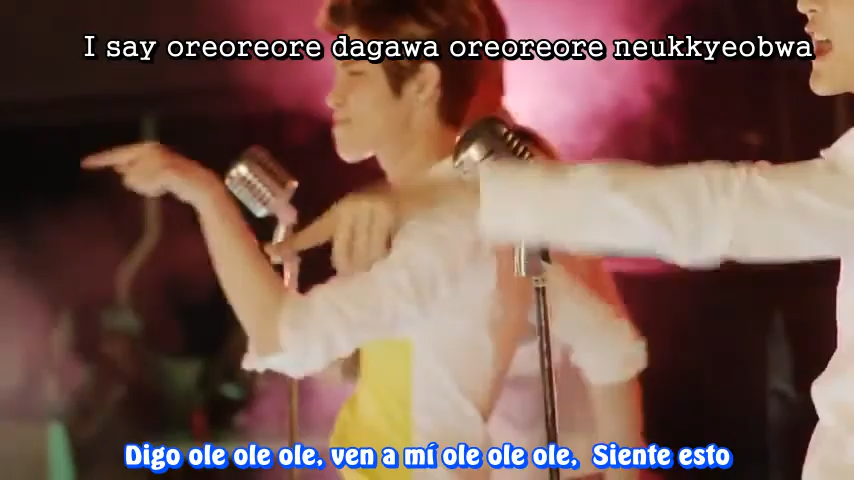 I say oreoreore dagawa oreoreore neukkyeobwa
Digo ole ole ole, ven a mí ole ole ole,  Siente esto